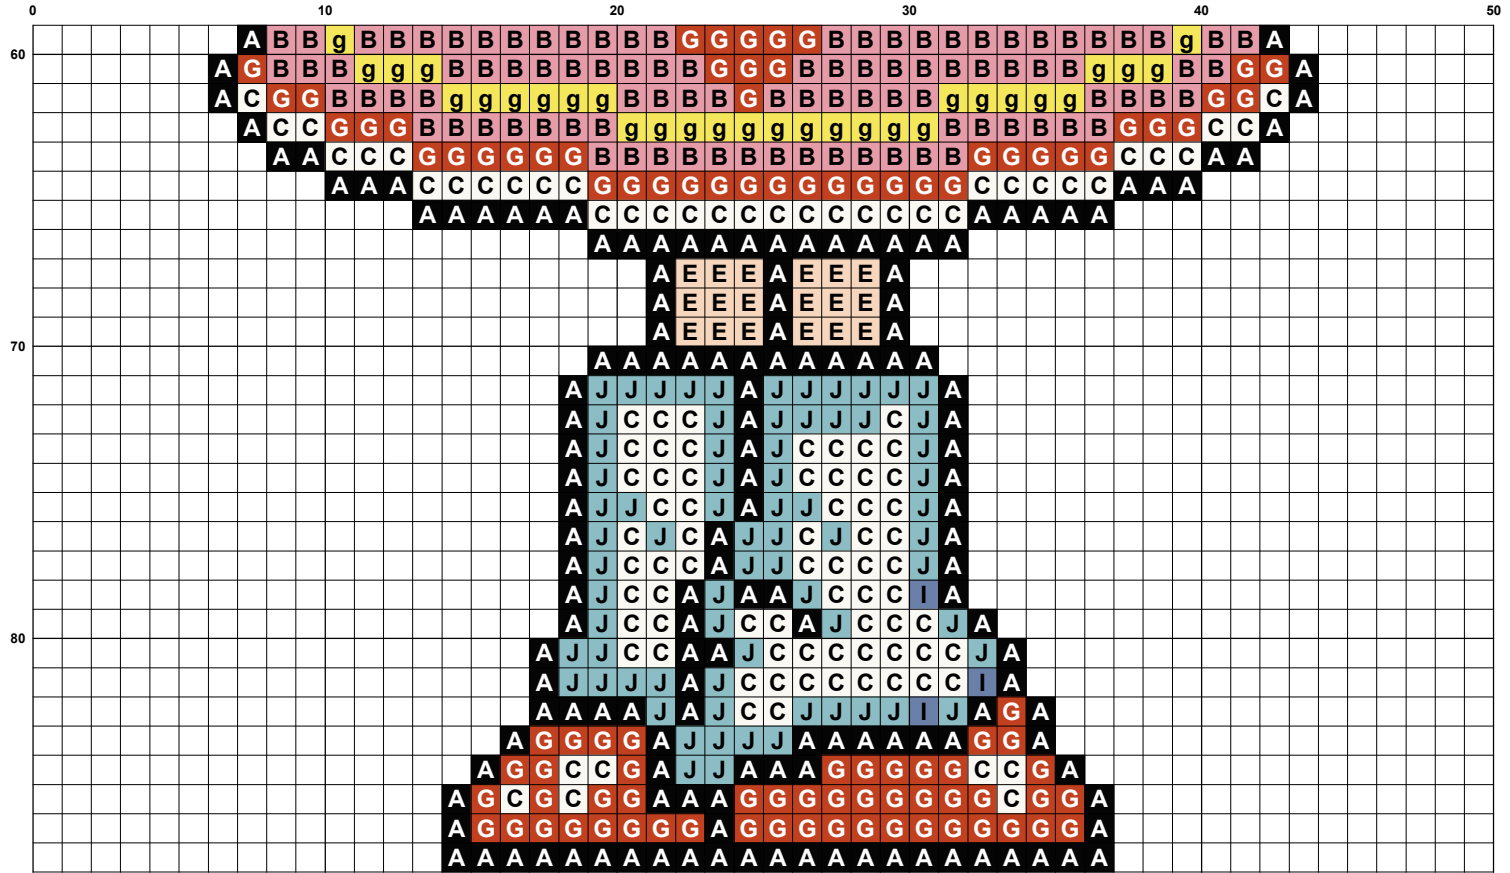 0 10 20 30 40 50
A B B g B B B B B B B B B B B G G G G G B B B B B B B B B B B B g B B A
60
A G B B B g g g B B B B B B B B B G G G B B B B B B B B B B g g g B B G G A
A C G G B B B B g g g g g g B B B B G B B B B B B g g g g g B B B B G G C A
A C C G G G B B B B B B B g g g g g g g g g g g B B B B B B G G G C C A
A A C C C G G G G G G B B B B B B B B B B B B B G G G G G C C C A A
A A A C C C C C C G G G G G G G G G G G G G C C C C C A A A
A A A A A A C C C C C C C C C C C C C A A A A A
A A A A A A A A A A A A A
A E E E A E E E A
A E E E A E E E A
A E E E A E E E A
70
A A A A A A A A A A A A
A J J J J J A J J J J J J A
A J C C C J A J J J J C J A
A J C C C J A J C C C C J A
A J C C C J A J C C C C J A
A J J C C J A J J C C C J A
A J C J C A J J C J C C J A
A J C C C A J J C C C C J A
A J C C A J A A J C C C I A
A J C C A J C C A J C C C J A
80
A J J C C A A J C C C C C C C J A
A J J J J A J C C C C C C C C I A
A A A A J A J C C J J J J I J A G A
A G G G G A J J J J A A A A A A G G A
A G G C C G A J J A A A G G G G G C C G A
A G C G C G G A A A G G G G G G G G G C G G A
A G G G G G G G G A G G G G G G G G G G G G A
A A A A A A A A A A A A A A A A A A A A A A A